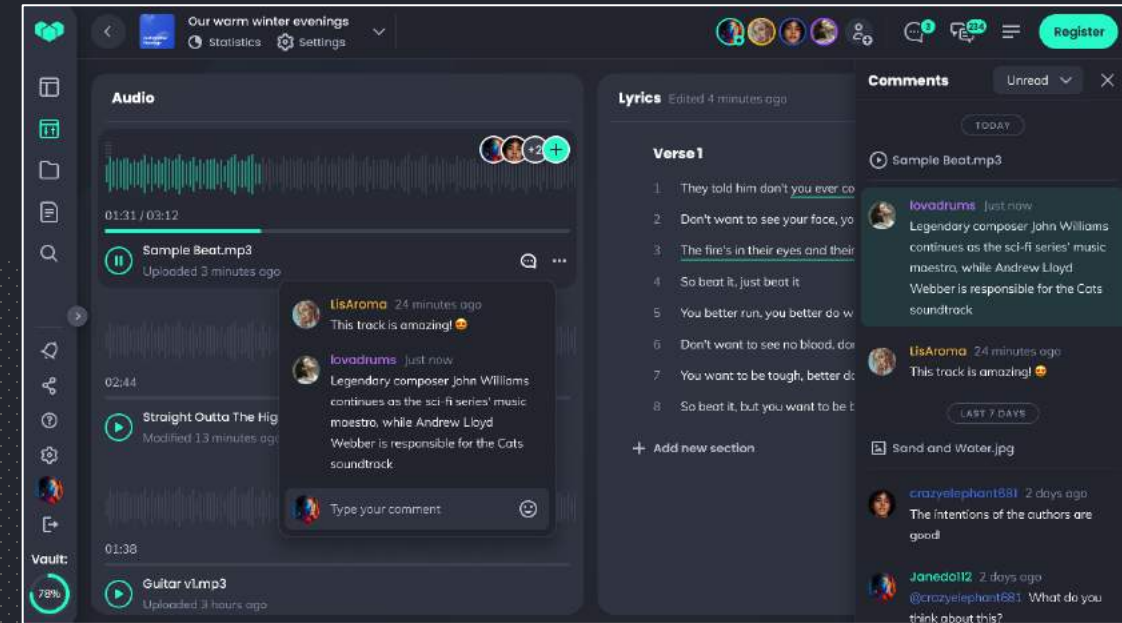 Our warm winter evenings
Statistics
Settings
3
234
Register
Audio
+2
01:31 / 03:12
Sample Beat.mp3
Uploaded 3 minutes ago
LisAroma 24 minutes ago
This track is amazing! 😍
lovadrums Just now
Legendary composer John Williams
continues as the sci-fi series' music
maestro, while Andrew Lloyd
Webber is responsible for the Cats
soundtrack
Type your comment
02:44
Straight Outta The Hig
Modified 13 minutes ago
01:38
Guitar v1.mp3
Uploaded 3 hours ago
Vault:
78%
Lyrics Edited 4 minutes ago
Verse 1
1 They told him don't you ever co
2 Don't want to see your face, yo
3 The fire's in their eyes and their
4 So beat it, just beat it
5 You better run, you better do w
6 Don't want to see no blood, don
7 You want to be tough, better do
8 So beat it, but you want to be b
+ Add new section
Comments
Unread
TODAY
Sample Beat.mp3
lovadrums Just now
Legendary composer John Williams
continues as the sci-fi series' music
maestro, while Andrew Lloyd
Webber is responsible for the Cats
soundtrack
LisAroma 24 minutes ago
This track is amazing! 😍
LAST 7 DAYS
Sand and Water.jpg
crazyelephant681 2 days ago
The intentions of the authors are
good!
Janedo112 2 days ago
@crazyelephant681 What do you
think about this?